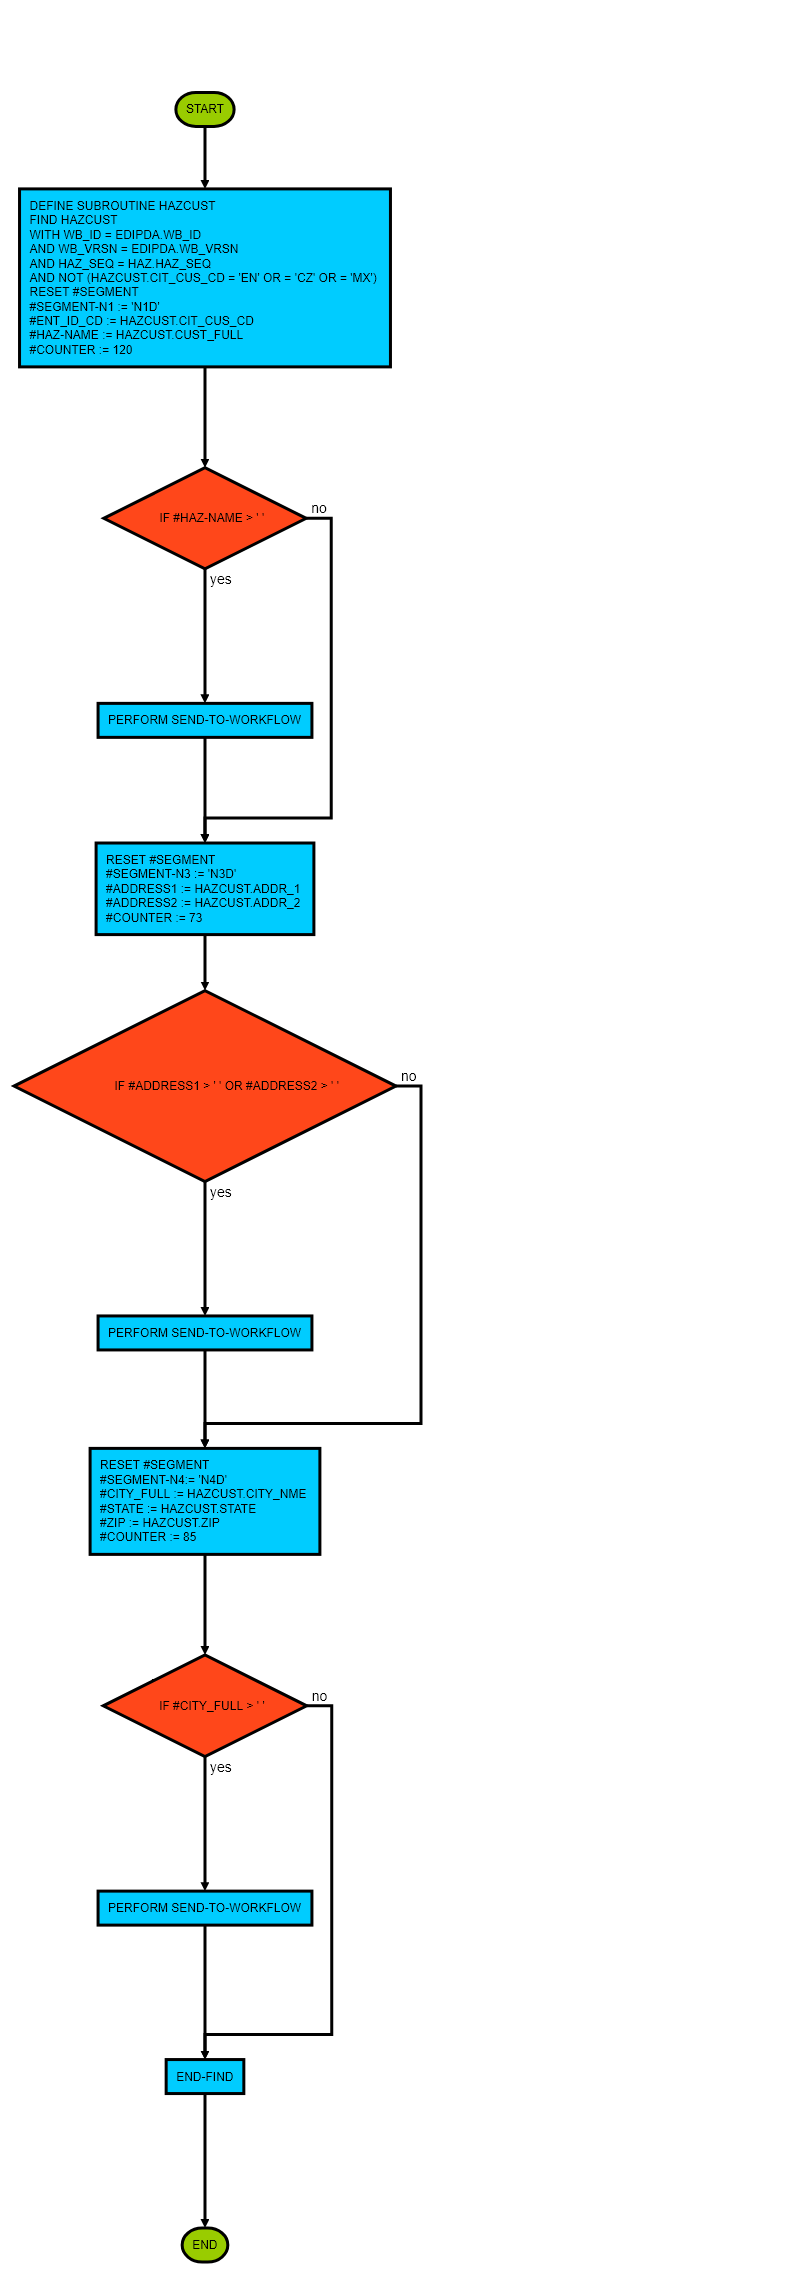 START
DEFINE SUBROUTINE HAZCUST
FIND HAZCUST
WITH WB_ID = EDIPDA.WB_ID
AND WB_VRSN = EDIPDA.WB_VRSN
AND HAZ_SEQ = HAZ.HAZ_SEQ
AND NOT (HAZCUST.CIT_CUS_CD = 'EN' OR = 'CZ' OR = 'MX')
RESET #SEGMENT
#SEGMENT-N1 := 'N1D'
#ENT_ID_CD := HAZCUST.CIT_CUS_CD
#HAZ-NAME := HAZCUST.CUST_FULL
#COUNTER := 120
IF #HAZ-NAME > ' '
no
yes
PERFORM SEND-TO-WORKFLOW
RESET #SEGMENT
#SEGMENT-N3 := 'N3D'
#ADDRESS1 := HAZCUST.ADDR_1
#ADDRESS2 := HAZCUST.ADDR_2
#COUNTER := 73
IF #ADDRESS1 > ' ' OR #ADDRESS2 > ' '
no
yes
PERFORM SEND-TO-WORKFLOW
RESET #SEGMENT
#SEGMENT-N4:= 'N4D'
#CITY_FULL := HAZCUST.CITY_NME
#STATE := HAZCUST.STATE
#ZIP := HAZCUST.ZIP
#COUNTER := 85
IF #CITY_FULL > ' '
no
yes
PERFORM SEND-TO-WORKFLOW
END-FIND
END